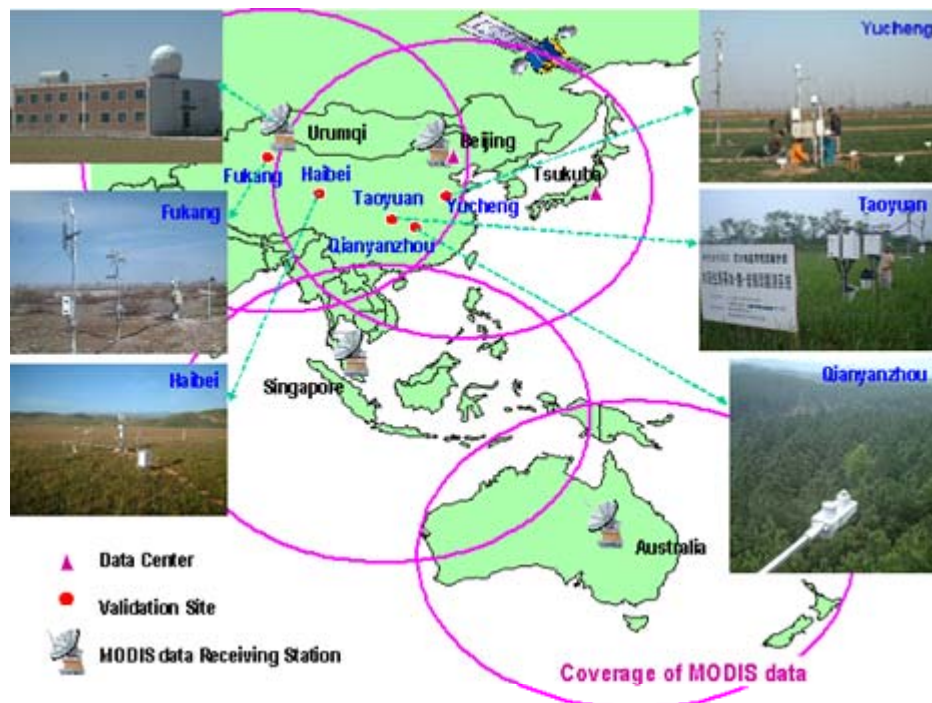 Yucheng
Urumqi
Beijing
Tsukuba
Fukang
Haibei
Taoyuan
Yucheng
Qianyanzhou
Fukang
Taoyuan
Singapore
Haibei
Qianyanzhou
Australia
Data Center
Validation Site
MODIS data Receiving Station
Coverage of MODIS data